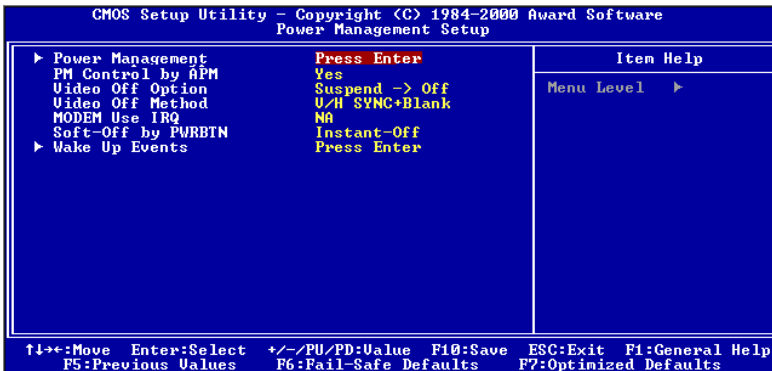 CMOS Setup Utility – Copyright (C) 1984-2000 Award Software
Power Management Setup
▶ Power Management Press Enter
PM Control by APM Yes
Video Off Option Suspend -> Off
Video Off Method V/H SYNC+Blank
MODEM Use IRQ NA
Soft-Off by PWRBTN Instant-Off
▶ Wake Up Events Press Enter
Item Help
Menu Level ▶
↑↓→←:Move Enter:Select +/-/PU/PD:Value F10:Save ESC:Exit F1:General Help
F5:Previous Values F6:Fail-Safe Defaults F7:Optimized Defaults